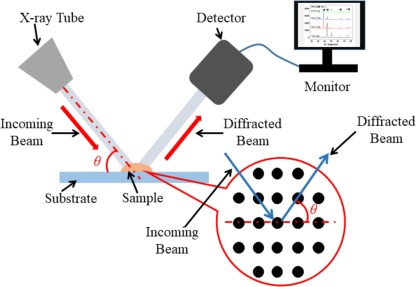 X-ray Tube
Detector
Monitor
Incoming
Beam
Diffracted
Beam
θ
Substrate
Sample
Diffracted
Beam
θ
Incoming
Beam